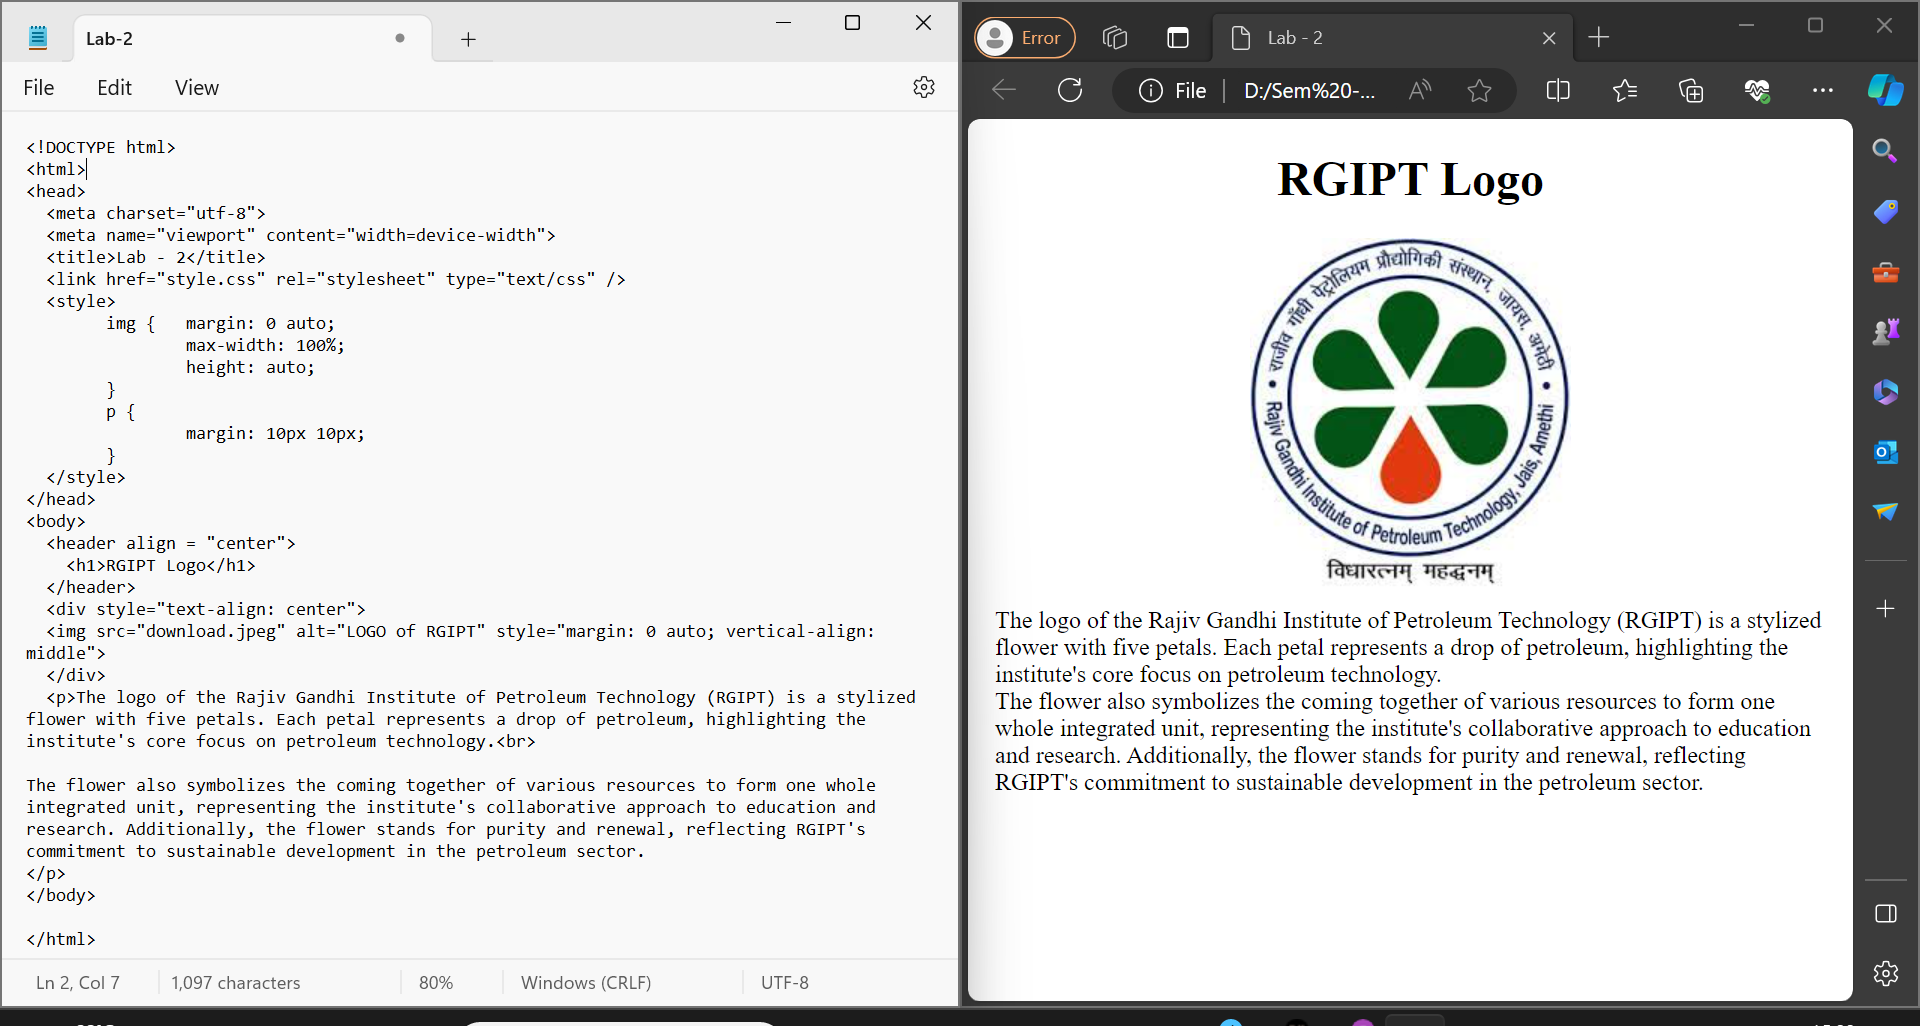 Lab-2
File Edit View
<!DOCTYPE html>
<html>
<head>
  <meta charset="utf-8">
  <meta name="viewport" content="width=device-width">
  <title>Lab - 2</title>
  <link href="style.css" rel="stylesheet" type="text/css" />
  <style>
        img {   margin: 0 auto;
                max-width: 100%;
                height: auto;
        }
        p {
                margin: 10px 10px;
        }
  </style>
</head>
<body>
  <header align = "center">
    <h1>RGIPT Logo</h1>
  </header>
  <div style="text-align: center">
  <img src="download.jpeg" alt="LOGO of RGIPT" style="margin: 0 auto; vertical-align:
middle">
  </div>
  <p>The logo of the Rajiv Gandhi Institute of Petroleum Technology (RGIPT) is a stylized
flower with five petals. Each petal represents a drop of petroleum, highlighting the
institute's core focus on petroleum technology.<br>
The flower also symbolizes the coming together of various resources to form one whole
integrated unit, representing the institute's collaborative approach to education and
research. Additionally, the flower stands for purity and renewal, reflecting RGIPT's
commitment to sustainable development in the petroleum sector.
</p>
</body>
</html>
Ln 2, Col 7 1,097 characters 80% Windows (CRLF) UTF-8
Error Lab - 2
File D:/Sem%20-...
RGIPT Logo
राजीव गाँधी पेट्रोलियम प्रौद्योगिकी संस्थान, जायस, अमेठी
Rajiv Gandhi Institute of Petroleum Technology, Jais, Amethi
विधारत्नम् महद्धनम्
The logo of the Rajiv Gandhi Institute of Petroleum Technology (RGIPT) is a stylized
flower with five petals. Each petal represents a drop of petroleum, highlighting the
institute's core focus on petroleum technology.
The flower also symbolizes the coming together of various resources to form one
whole integrated unit, representing the institute's collaborative approach to education
and research. Additionally, the flower stands for purity and renewal, reflecting
RGIPT's commitment to sustainable development in the petroleum sector.